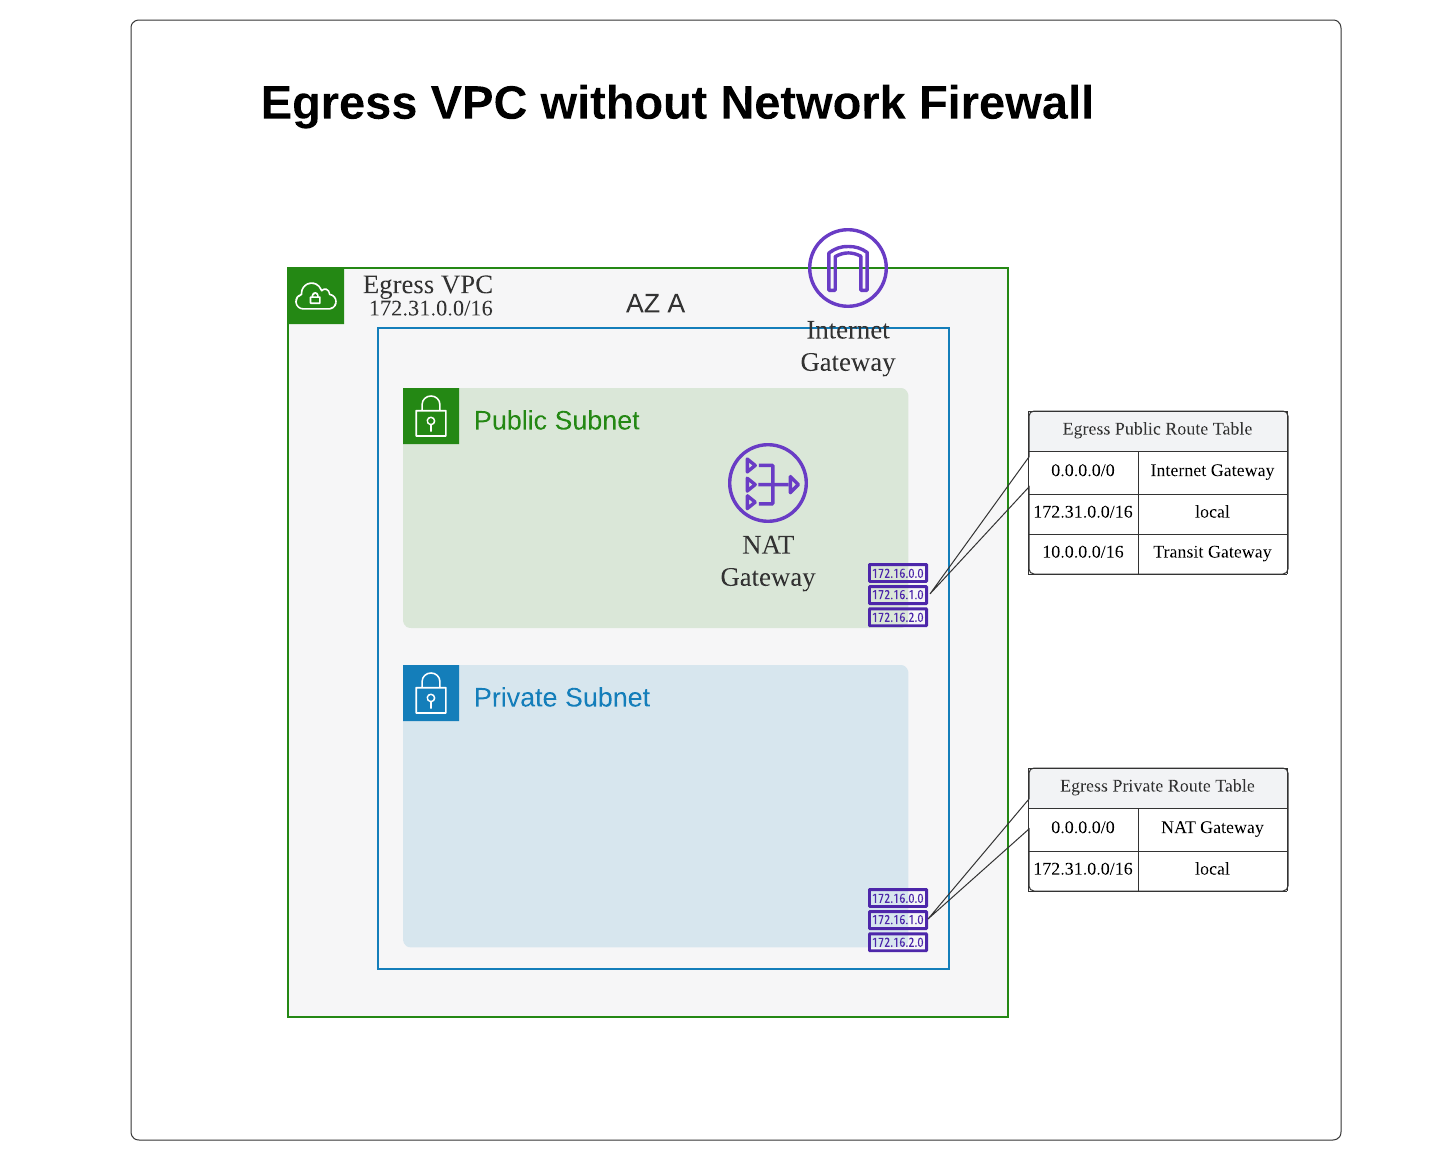 Egress VPC without Network Firewall
Egress VPC
172.31.0.0/16
AZ A
Internet
Gateway
Public Subnet
NAT
Gateway
172.16.0.0
172.16.1.0
172.16.2.0
Egress Public Route Table
0.0.0.0/0 Internet Gateway
172.31.0.0/16 local
10.0.0.0/16 Transit Gateway
Private Subnet
172.16.0.0
172.16.1.0
172.16.2.0
Egress Private Route Table
0.0.0.0/0 NAT Gateway
172.31.0.0/16 local